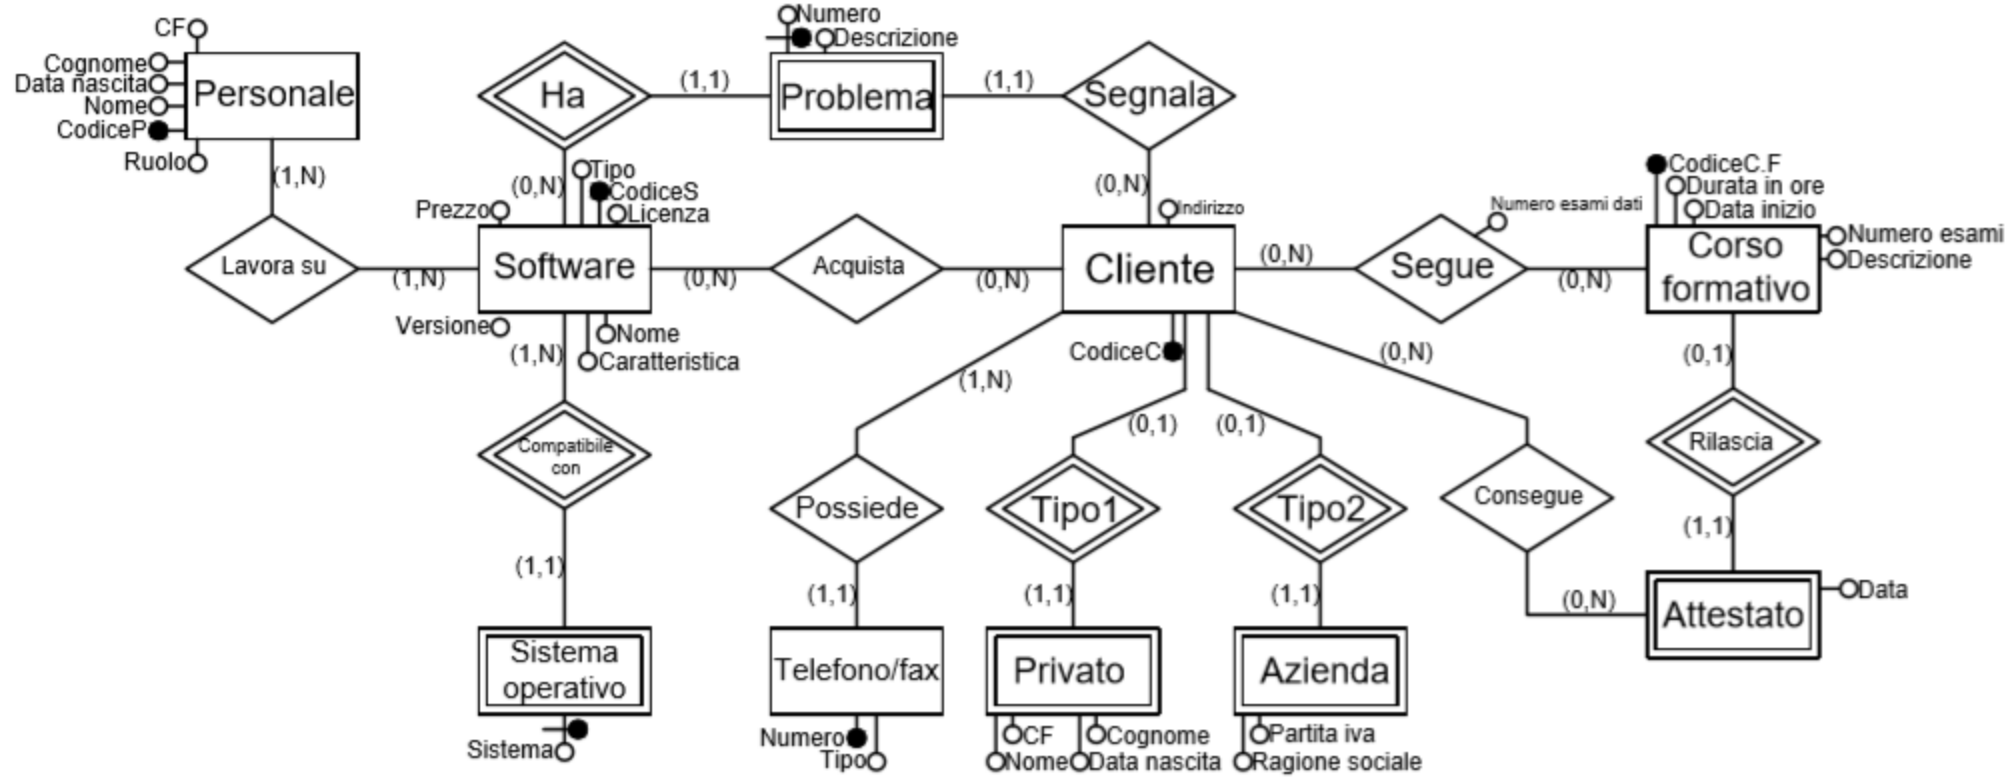 CF
Cognome
Data nascita
Nome
CodiceP
Ruolo
Personale
(1,N)
Lavora su
(1,N)
Ha
(1,1)
(0,N)
Numero
Descrizione
Problema
(1,1)
Segnala
(0,N)
Tipo
CodiceS
Licenza
Prezzo
Software
Versione
Nome
Caratteristica
(0,N)
Acquista
(0,N)
Indirizzo
Cliente
CodiceC
(0,N)
Segue
Numero esami dati
(0,N)
CodiceC.F
Durata in ore
Data inizio
Numero esami
Descrizione
Corso
formativo
(1,N)
Compatibile
con
(1,1)
Sistema
operativo
Sistema
(1,N)
Possiede
(1,1)
Telefono/fax
Numero
Tipo
(0,1)
Tipo1
(1,1)
Privato
CF
Cognome
Nome
Data nascita
(0,1)
Tipo2
(1,1)
Azienda
Partita iva
Ragione sociale
(0,N)
Consegue
(0,N)
(0,1)
Rilascia
(1,1)
Attestato
Data